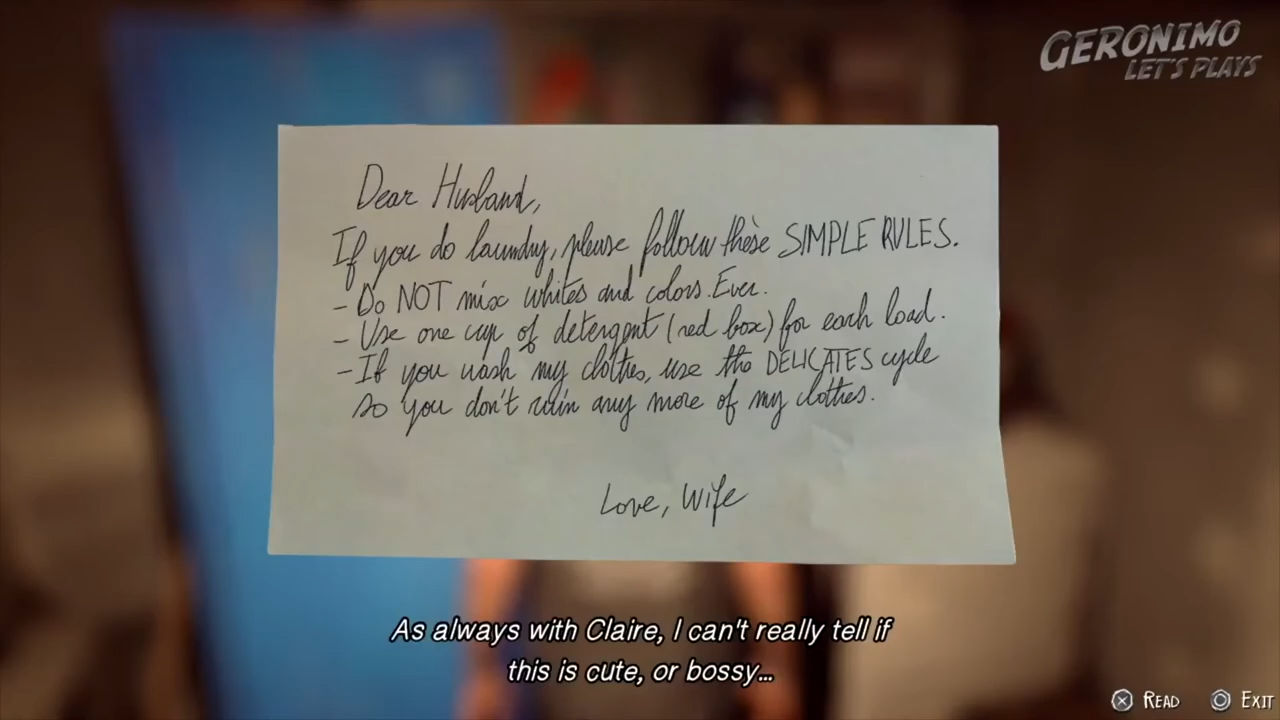 GERONIMO
LET'S PLAYS
Dear Husband,
If you do laundry, please follow thèse SIMPLE RULES.
- Do NOT mix whites and colors. Ever.
- Use one cup of detergent (red box) for each load.
- If you wash my clothes, use the DELICATES cycle
so you don't ruin any more of my clothes.
Love, Wife
As always with Claire, I can't really tell if
this is cute, or bossy...
READ
EXIT